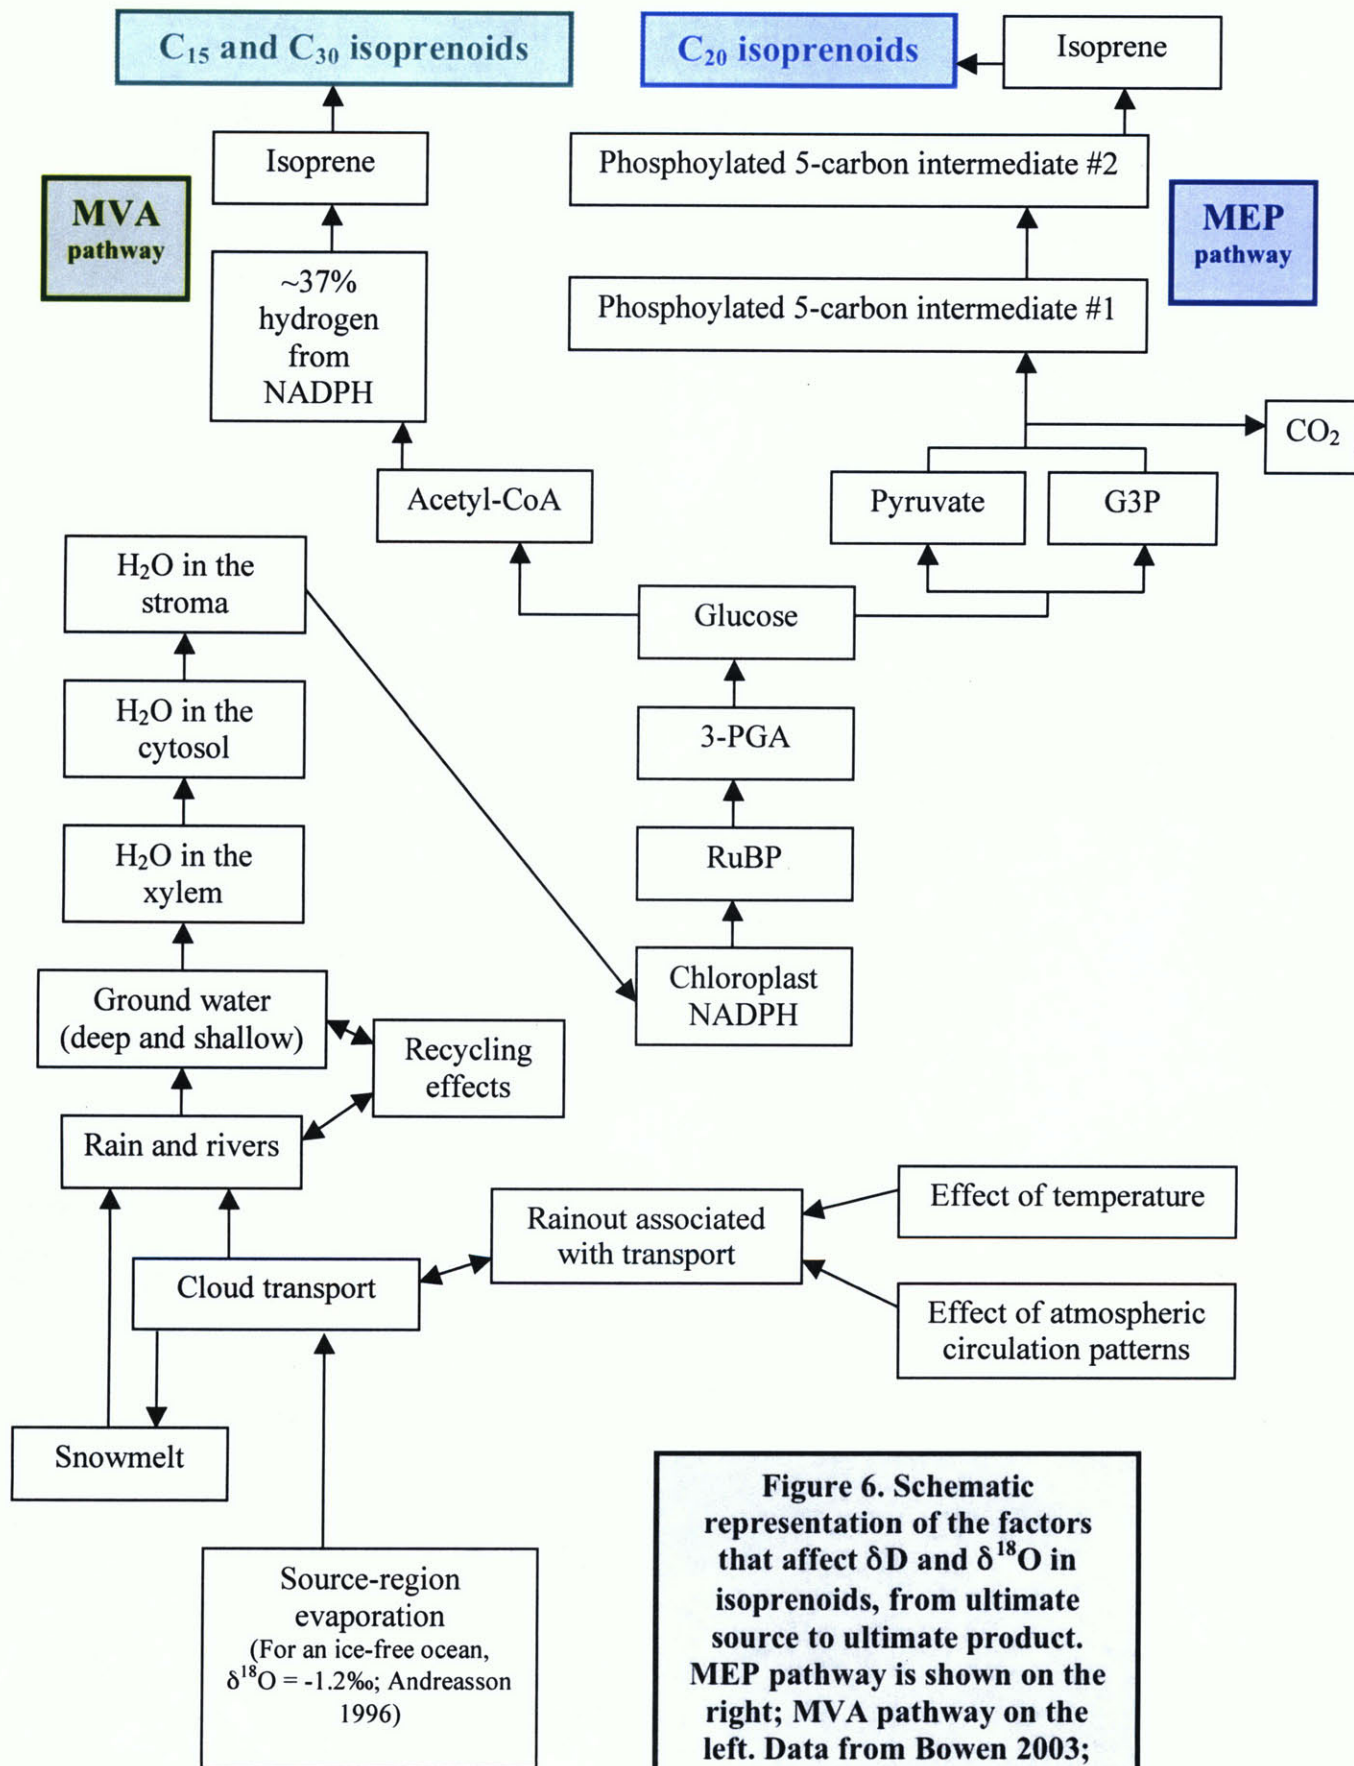 C₁₅ and C₃₀ isoprenoids
C₂₀ isoprenoids
Isoprene
Isoprene
Phosphoylated 5-carbon intermediate #2
MVA
pathway
MEP
pathway
~37%
hydrogen
from
NADPH
Phosphoylated 5-carbon intermediate #1
CO₂
Acetyl-CoA
Pyruvate
G3P
H₂O in the
stroma
Glucose
H₂O in the
cytosol
3-PGA
H₂O in the
xylem
RuBP
Ground water
(deep and shallow)
Chloroplast
NADPH
Recycling
effects
Rain and rivers
Rainout associated
with transport
Effect of temperature
Cloud transport
Effect of atmospheric
circulation patterns
Snowmelt
Source-region
evaporation
(For an ice-free ocean,
δ¹⁸O = -1.2‰; Andreasson
1996)
Figure 6. Schematic
representation of the factors
that affect δD and δ¹⁸O in
isoprenoids, from ultimate
source to ultimate product.
MEP pathway is shown on the
right; MVA pathway on the
left. Data from Bowen 2003;